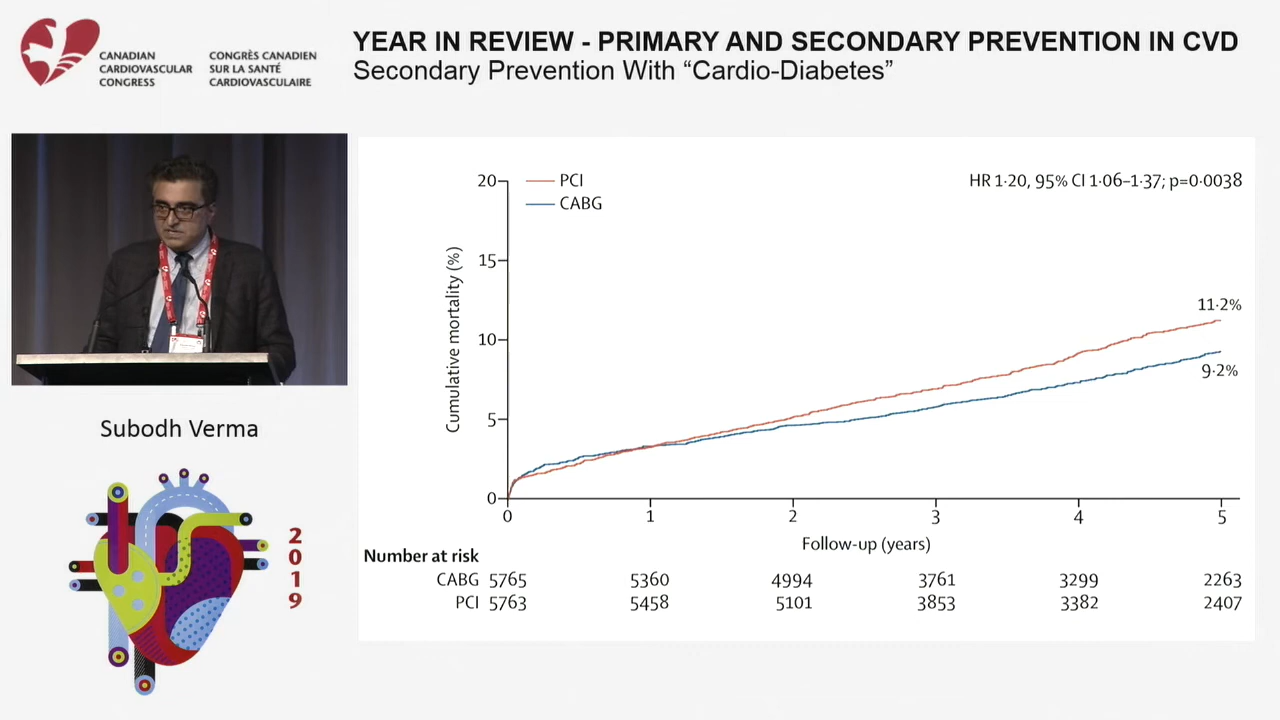 CANADIAN
CARDIOVASCULAR
CONGRESS
CONGRÈS CANADIEN
SUR LA SANTÉ
CARDIOVASCULAIRE
YEAR IN REVIEW - PRIMARY AND SECONDARY PREVENTION IN CVD
Secondary Prevention With “Cardio-Diabetes”
Subodh Verma
2
0
1
9
PCI
CABG
HR 1·20, 95% CI 1·06–1·37; p=0·0038
Cumulative mortality (%)
20
15
10
5
0
11·2%
9·2%
0 1 2 3 4 5
Follow-up (years)
Number at risk
CABG 5765 5360 4994 3761 3299 2263
PCI 5763 5458 5101 3853 3382 2407